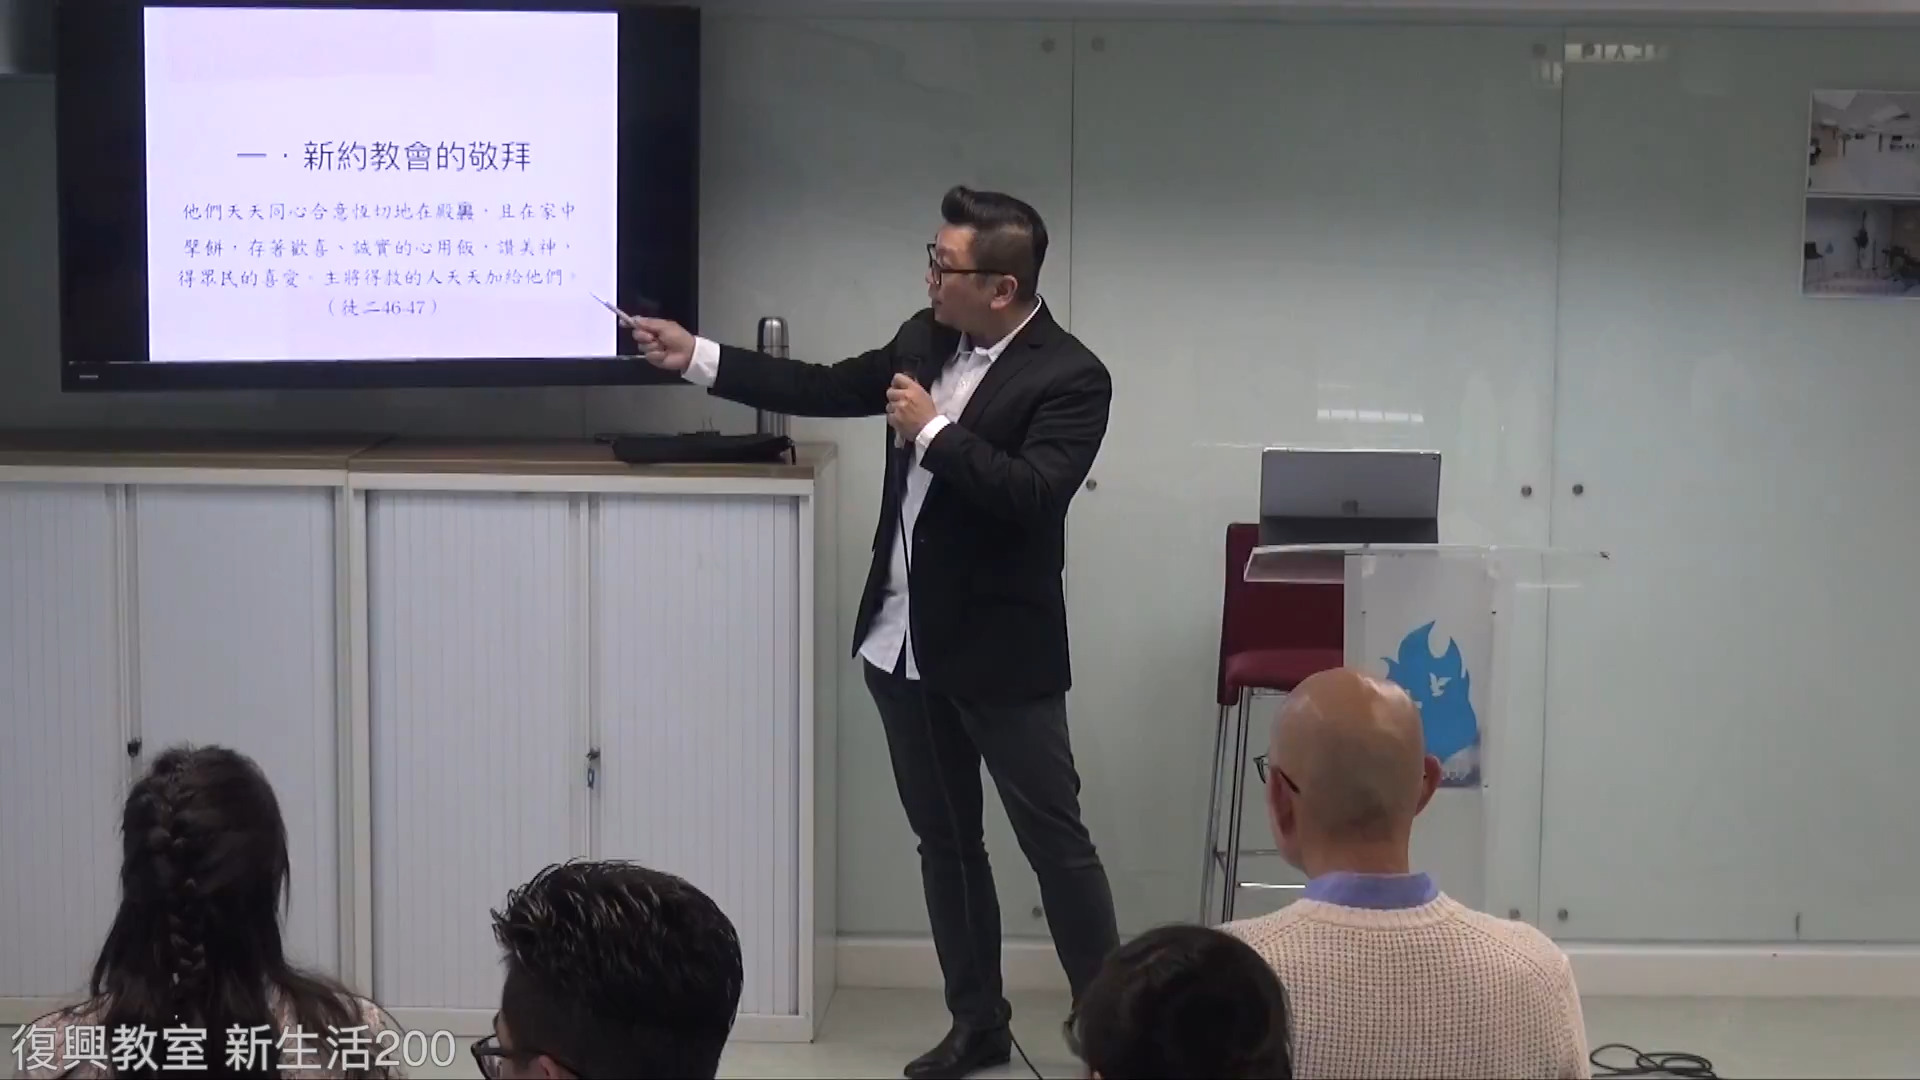 一．新約教會的敬拜
他們天天同心合意恆切地在殿裏，且在家中
擘餅，存著歡喜、誠實的心用飯，讚美神，
得眾民的喜愛。主將得救的人天天加給他們。
（徒二46-47）
復興教室 新生活200